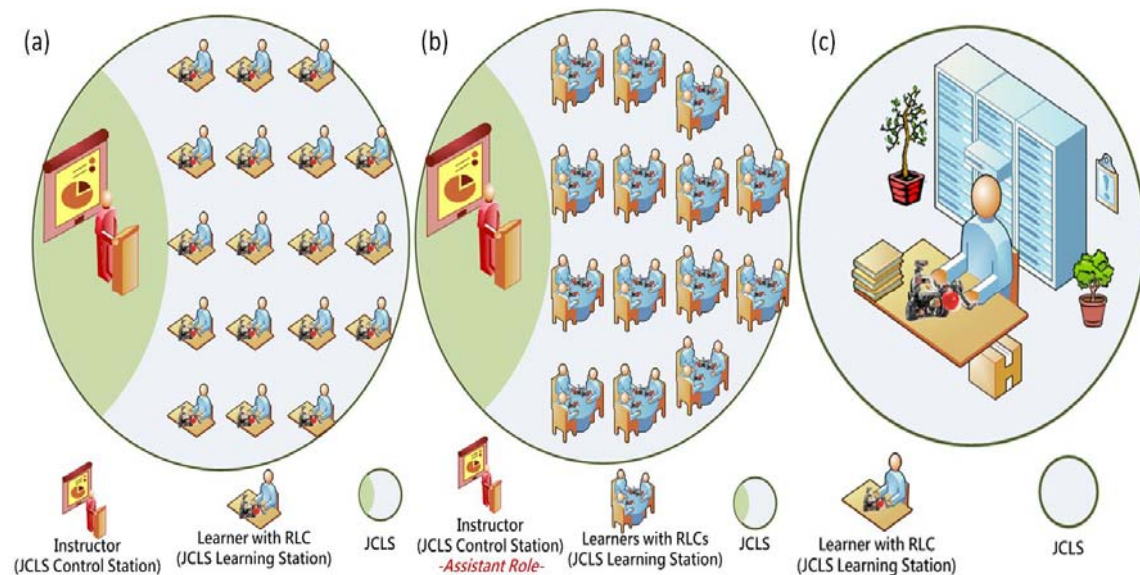 (a)
(b)
(c)
Instructor
(JCLS Control Station)
Learner with RLC
(JCLS Learning Station)
JCLS
Instructor
(JCLS Control Station)
-Assistant Role-
Learners with RLCs
(JCLS Learning Station)
JCLS
Learner with RLC
(JCLS Learning Station)
JCLS